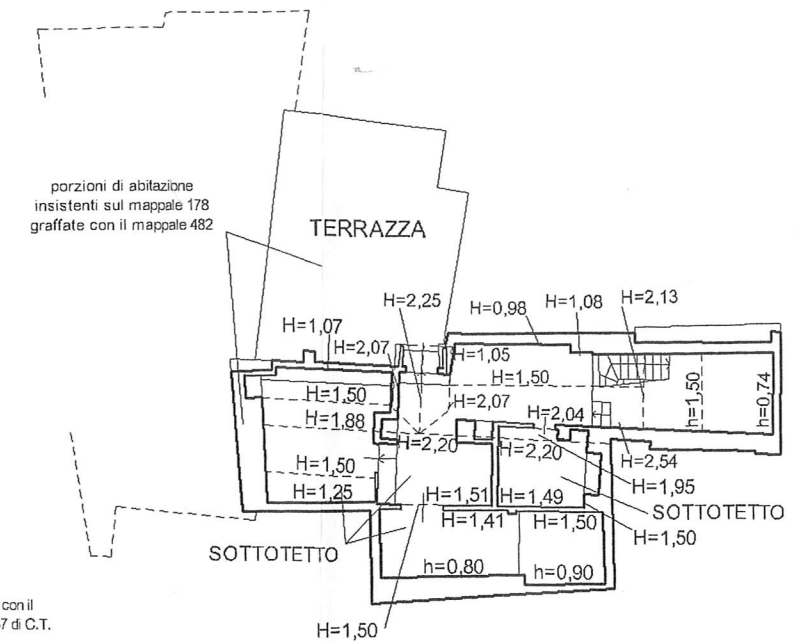 porzioni di abitazione
insistenti sul mappale 178
graffate con il mappale 482
TERRAZZA
H=2,25
H=0,98
H=1,08
H=2,13
H=1,07
H=2,07
H=1,05
H=1,50
H=1,50
H=2,07
H=1,50
h=0,74
H=1,88
H=2,04
H=2,20
H=2,20
H=2,54
H=1,50
H=1,95
H=1,25
H=1,51
H=1,49
SOTTOTETTO
H=1,41
H=1,50
H=1,50
SOTTOTETTO
h=0,80
h=0,90
con il
7 di C.T.
H=1,50